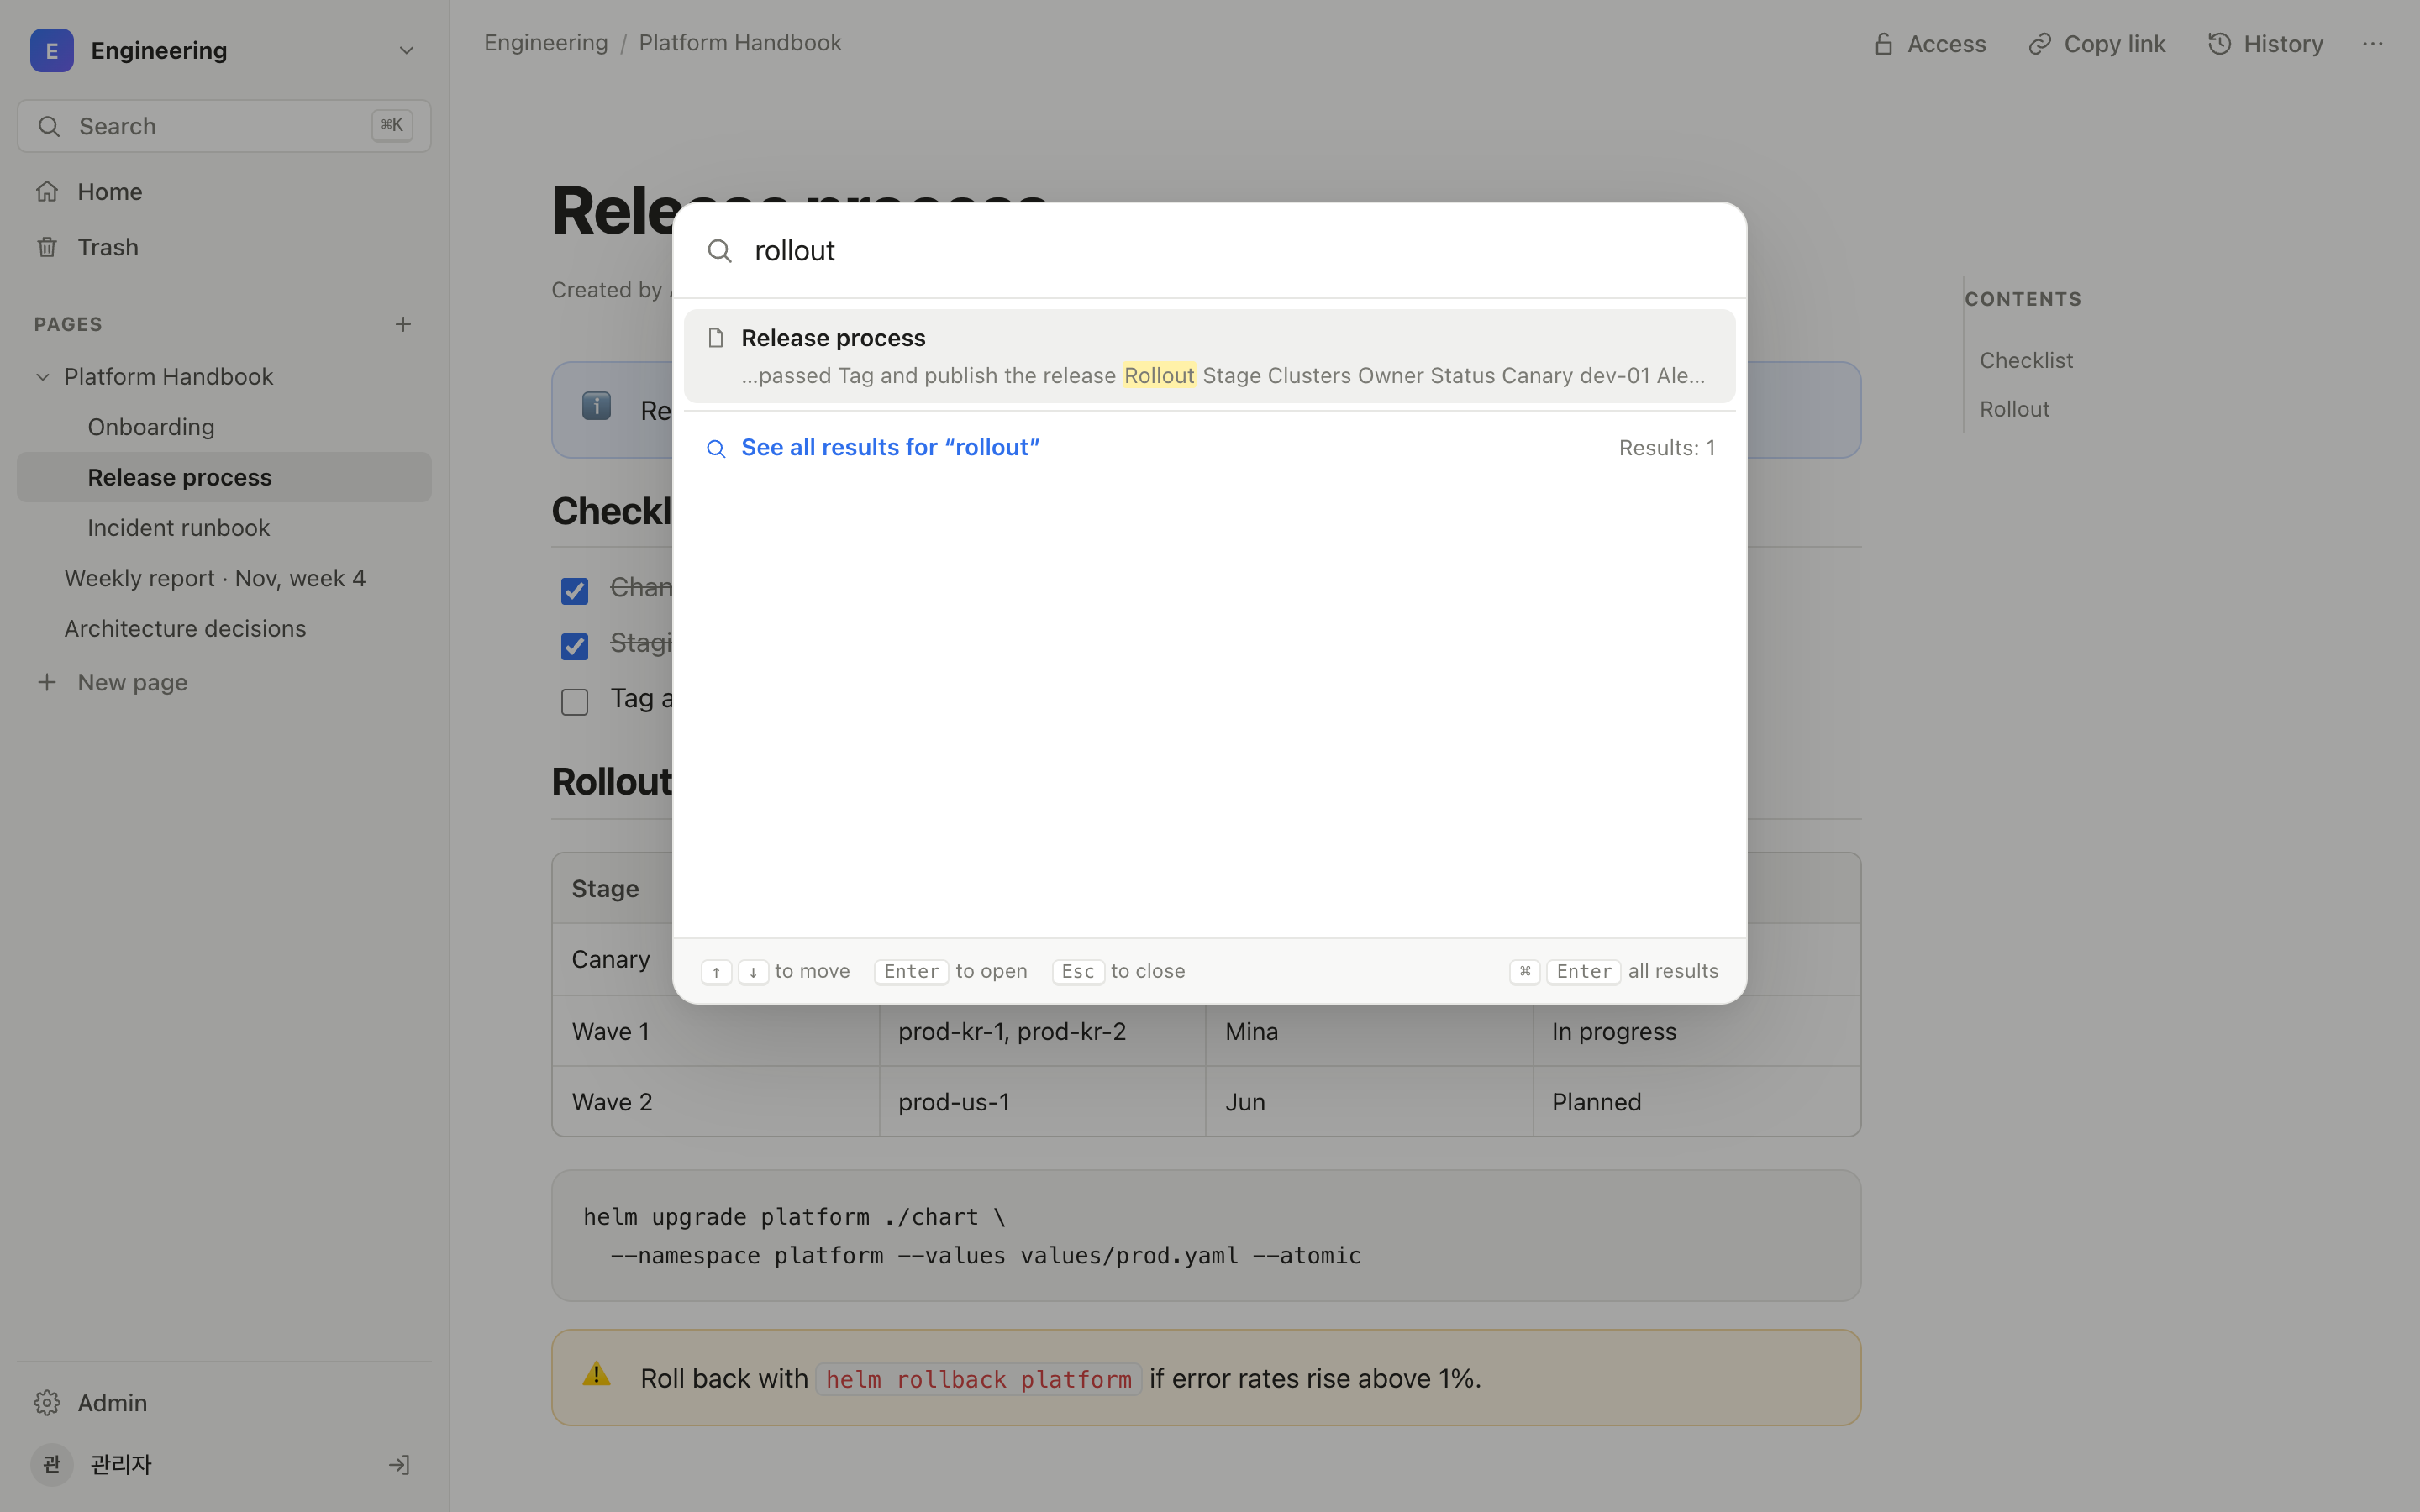 E Engineering
Search ⌘K
Home
Trash
PAGES
Platform Handbook
Onboarding
Release process
Incident runbook
Weekly report · Nov, week 4
Architecture decisions
New page
Admin
관 관리자
Engineering / Platform Handbook
Access Copy link History
Created by
rollout
Release process
...passed Tag and publish the release Rollout Stage Clusters Owner Status Canary dev-01 Ale...
See all results for “rollout” Results: 1
↑ ↓ to move Enter to open Esc to close ⌘ Enter all results
CONTENTS
Checklist
Rollout
Tag
Rollout
Stage
Canary
Wave 1 prod-kr-1, prod-kr-2 Mina In progress
Wave 2 prod-us-1 Jun Planned
helm upgrade platform ./chart \
--namespace platform --values values/prod.yaml --atomic
Roll back with helm rollback platform if error rates rise above 1%.